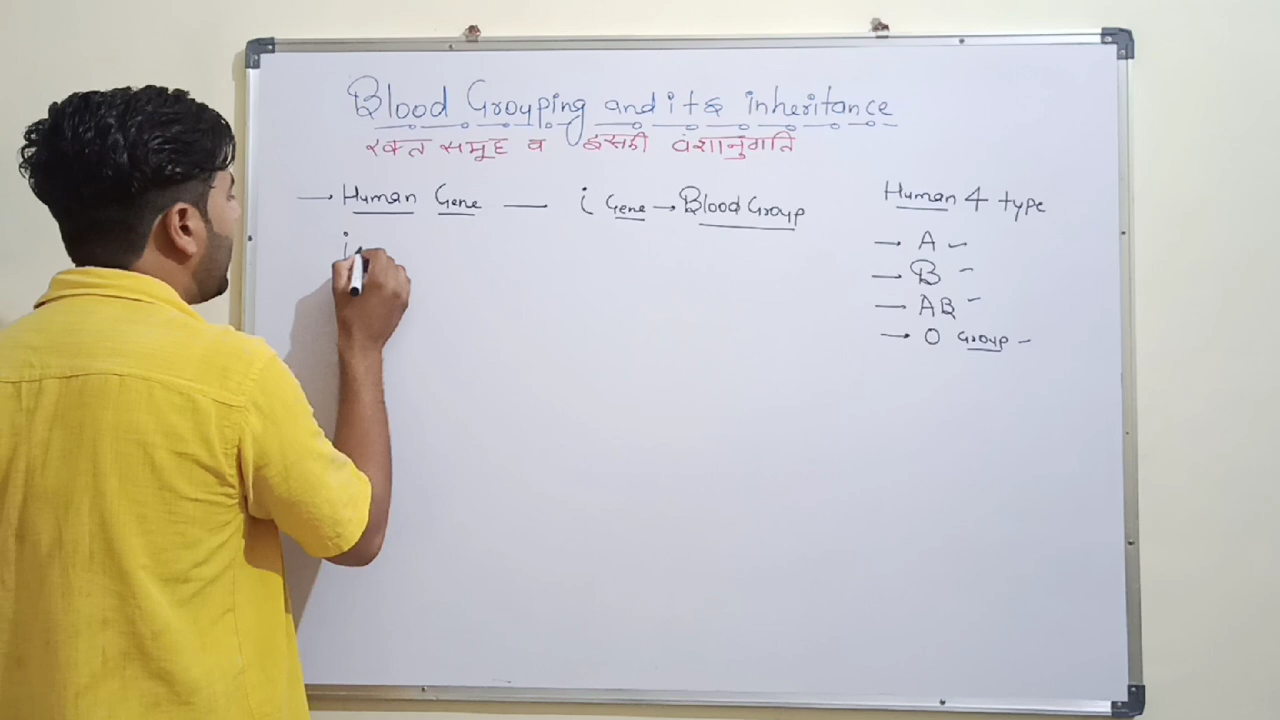 Blood Grouping and its inheritance
रक्त समूह व इसकी वंशानुगति
→ Human Gene — i Gene → Blood Group
i
Human 4 type
→ A -
→ B -
→ AB -
→ O Group -